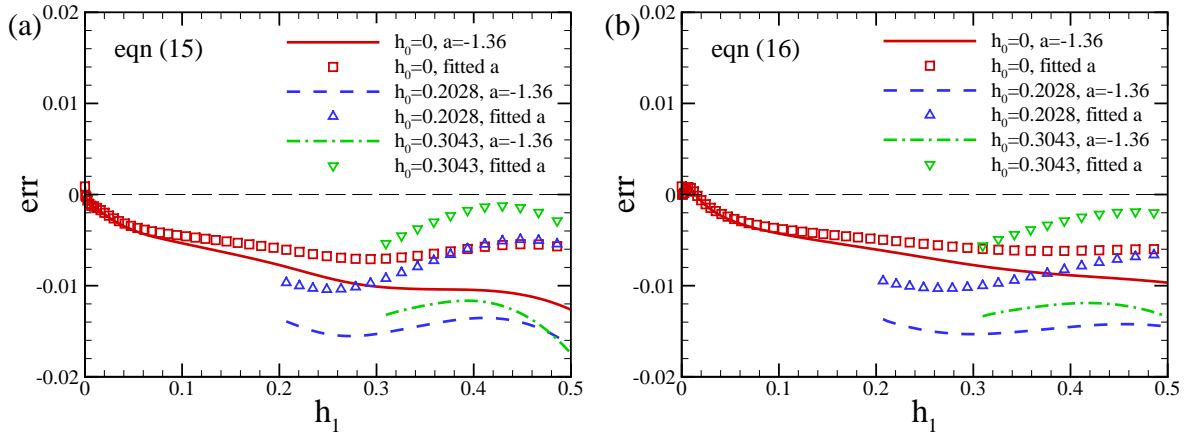 (a)
eqn (15)
h₀=0, a=-1.36
h₀=0, fitted a
h₀=0.2028, a=-1.36
h₀=0.2028, fitted a
h₀=0.3043, a=-1.36
h₀=0.3043, fitted a
err
0.02
0.01
0
-0.01
-0.02
0
0.1
0.2
0.3
0.4
0.5
h₁
(b)
eqn (16)
h₀=0, a=-1.36
h₀=0, fitted a
h₀=0.2028, a=-1.36
h₀=0.2028, fitted a
h₀=0.3043, a=-1.36
h₀=0.3043, fitted a
err
0.02
0.01
0
-0.01
-0.02
0
0.1
0.2
0.3
0.4
0.5
h₁